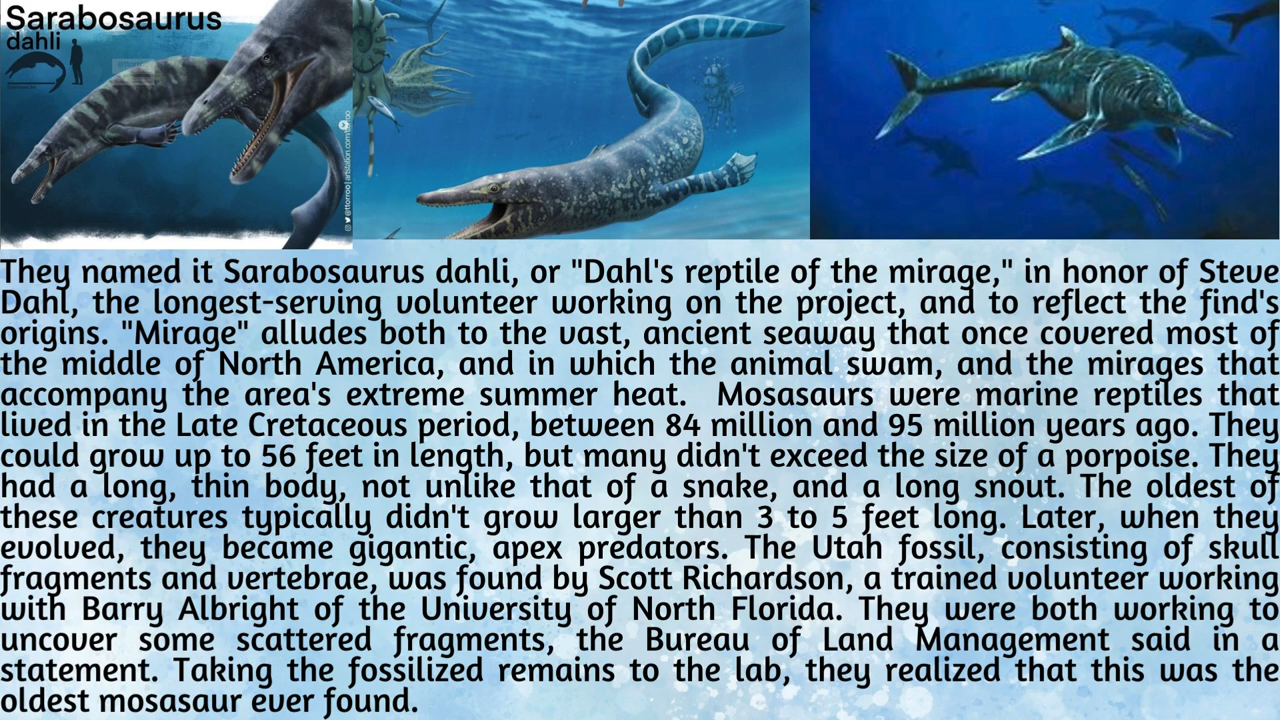 Sarabosaurus
dahli
They named it Sarabosaurus dahli, or "Dahl's reptile of the mirage," in honor of Steve
Dahl, the longest-serving volunteer working on the project, and to reflect the find's
origins. "Mirage" alludes both to the vast, ancient seaway that once covered most of
the middle of North America, and in which the animal swam, and the mirages that
accompany the area's extreme summer heat. Mosasaurs were marine reptiles that
lived in the Late Cretaceous period, between 84 million and 95 million years ago. They
could grow up to 56 feet in length, but many didn't exceed the size of a porpoise. They
had a long, thin body, not unlike that of a snake, and a long snout. The oldest of
these creatures typically didn't grow larger than 3 to 5 feet long. Later, when they
evolved, they became gigantic, apex predators. The Utah fossil, consisting of skull
fragments and vertebrae, was found by Scott Richardson, a trained volunteer working
with Barry Albright of the University of North Florida. They were both working to
uncover some scattered fragments, the Bureau of Land Management said in a
statement. Taking the fossilized remains to the lab, they realized that this was the
oldest mosasaur ever found.